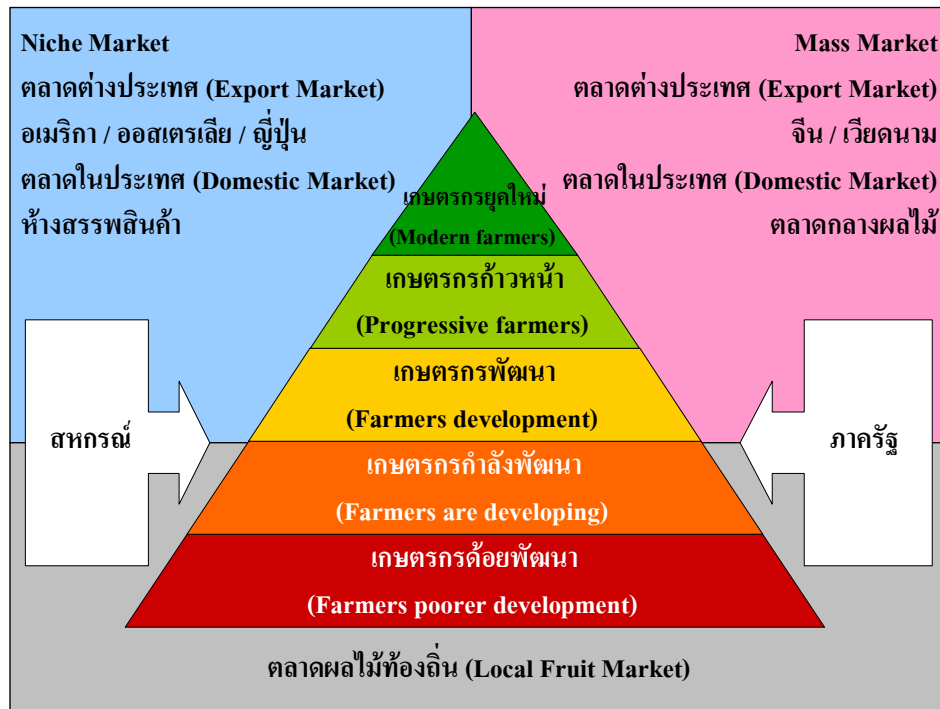 Niche Market
ตลาดต่างประเทศ (Export Market)
อเมริกา / ออสเตรเลีย / ญี่ปุ่น
ตลาดในประเทศ (Domestic Market)
ห้างสรรพสินค้า
Mass Market
ตลาดต่างประเทศ (Export Market)
จีน / เวียดนาม
ตลาดในประเทศ (Domestic Market)
ตลาดกลางผลไม้
เกษตรกรยุคใหม่
(Modern farmers)
เกษตรกรก้าวหน้า
(Progressive farmers)
เกษตรกรพัฒนา
(Farmers development)
สหกรณ์
ภาครัฐ
เกษตรกรกำลังพัฒนา
(Farmers are developing)
เกษตรกรด้อยพัฒนา
(Farmers poorer development)
ตลาดผลไม้ท้องถิ่น (Local Fruit Market)